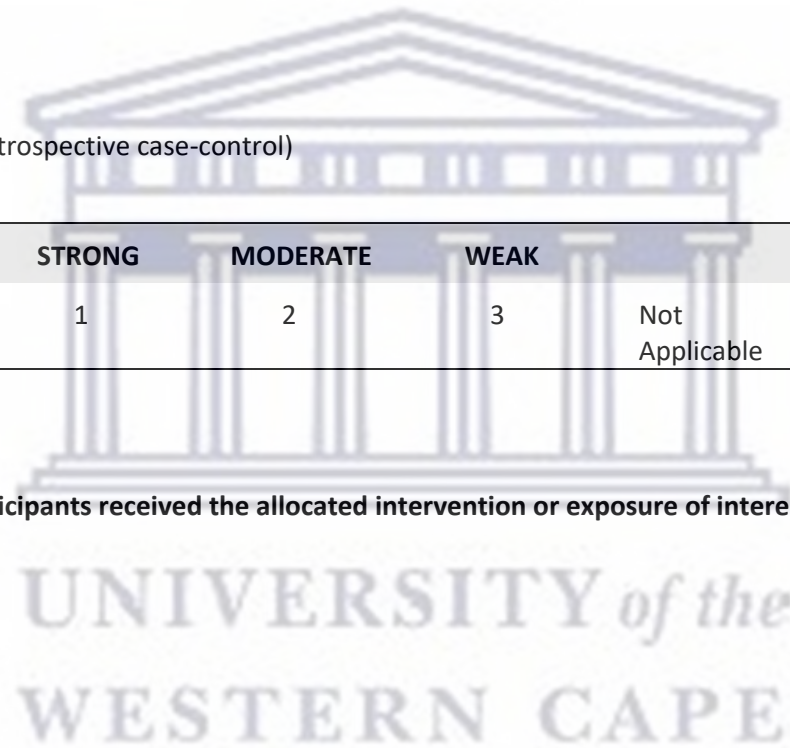 trospective case-control)
STRONG MODERATE WEAK
1 2 3 Not
Applicable
icipants received the allocated intervention or exposure of intere
UNIVERSITY of the
WESTERN CAPE